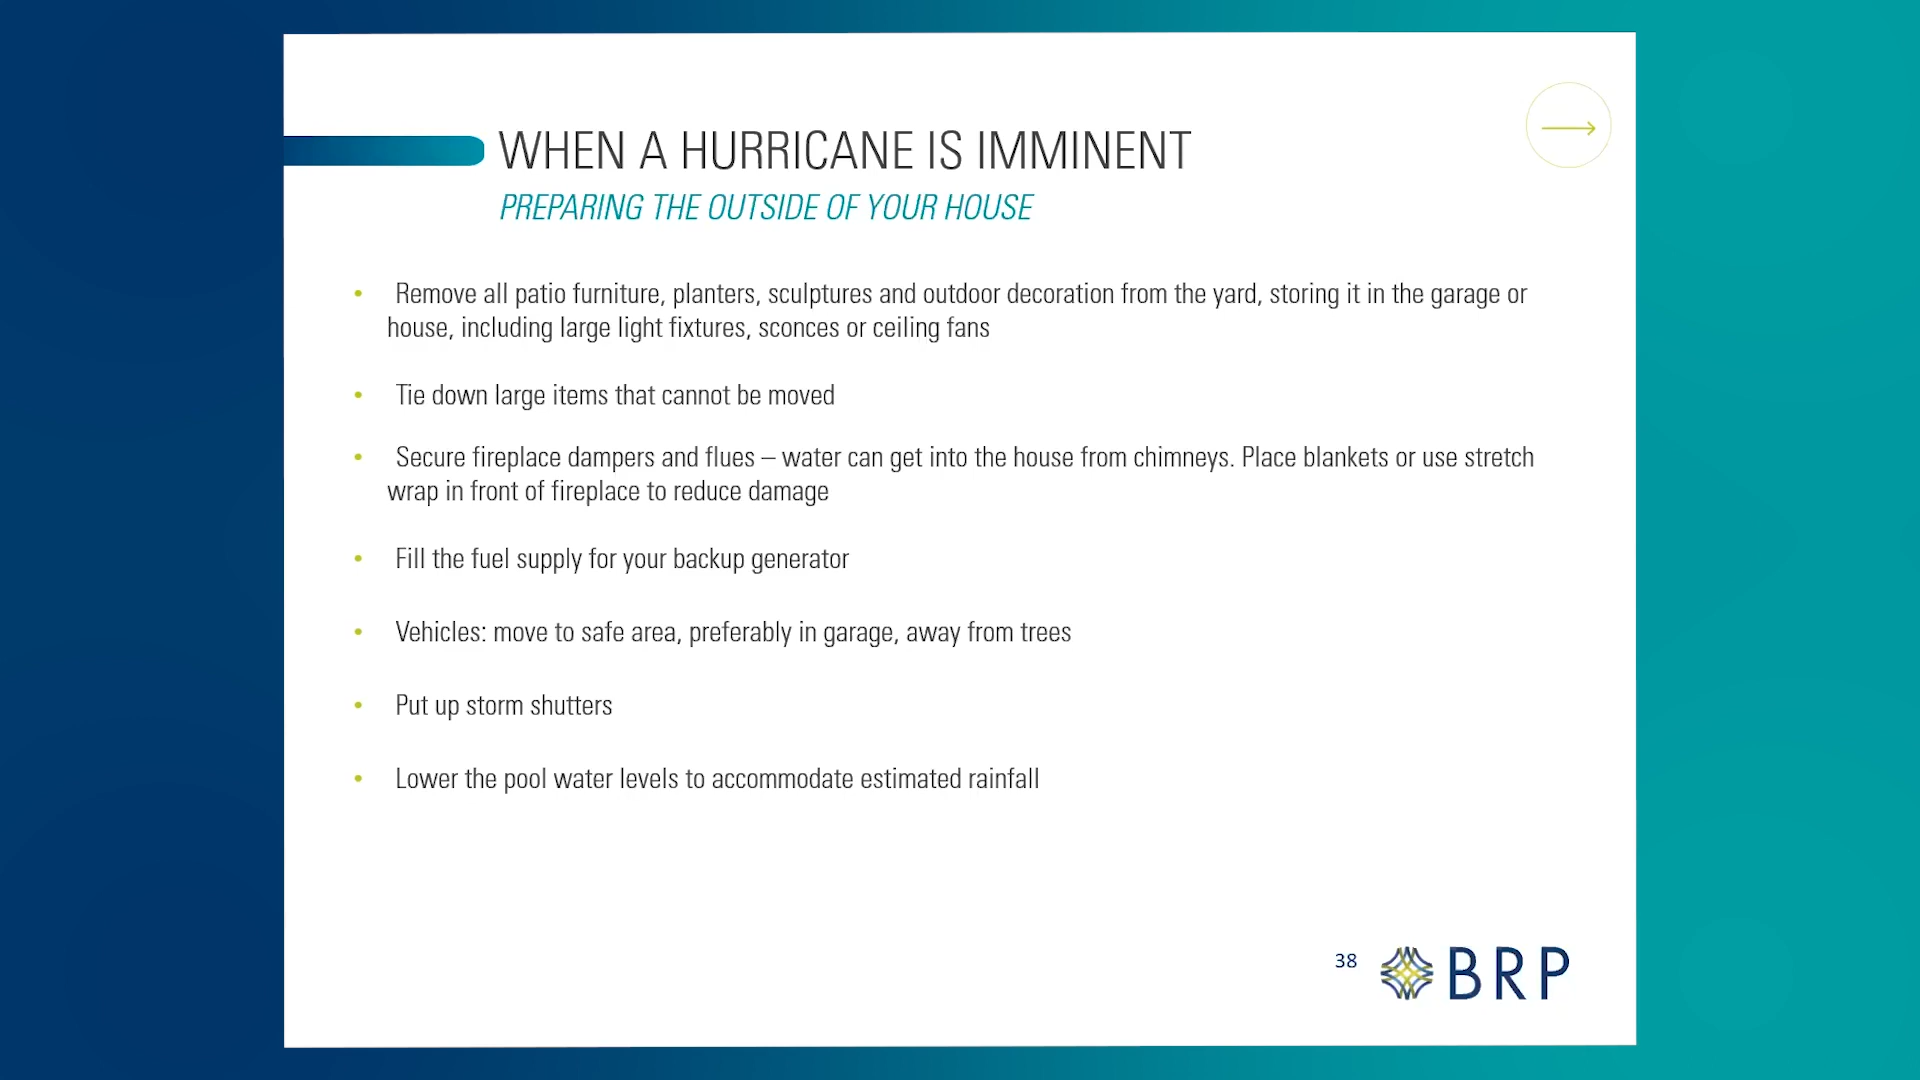 WHEN A HURRICANE IS IMMINENT
PREPARING THE OUTSIDE OF YOUR HOUSE
• Remove all patio furniture, planters, sculptures and outdoor decoration from the yard, storing it in the garage or
house, including large light fixtures, sconces or ceiling fans
• Tie down large items that cannot be moved
• Secure fireplace dampers and flues – water can get into the house from chimneys. Place blankets or use stretch
wrap in front of fireplace to reduce damage
• Fill the fuel supply for your backup generator
• Vehicles: move to safe area, preferably in garage, away from trees
• Put up storm shutters
• Lower the pool water levels to accommodate estimated rainfall
38
BRP